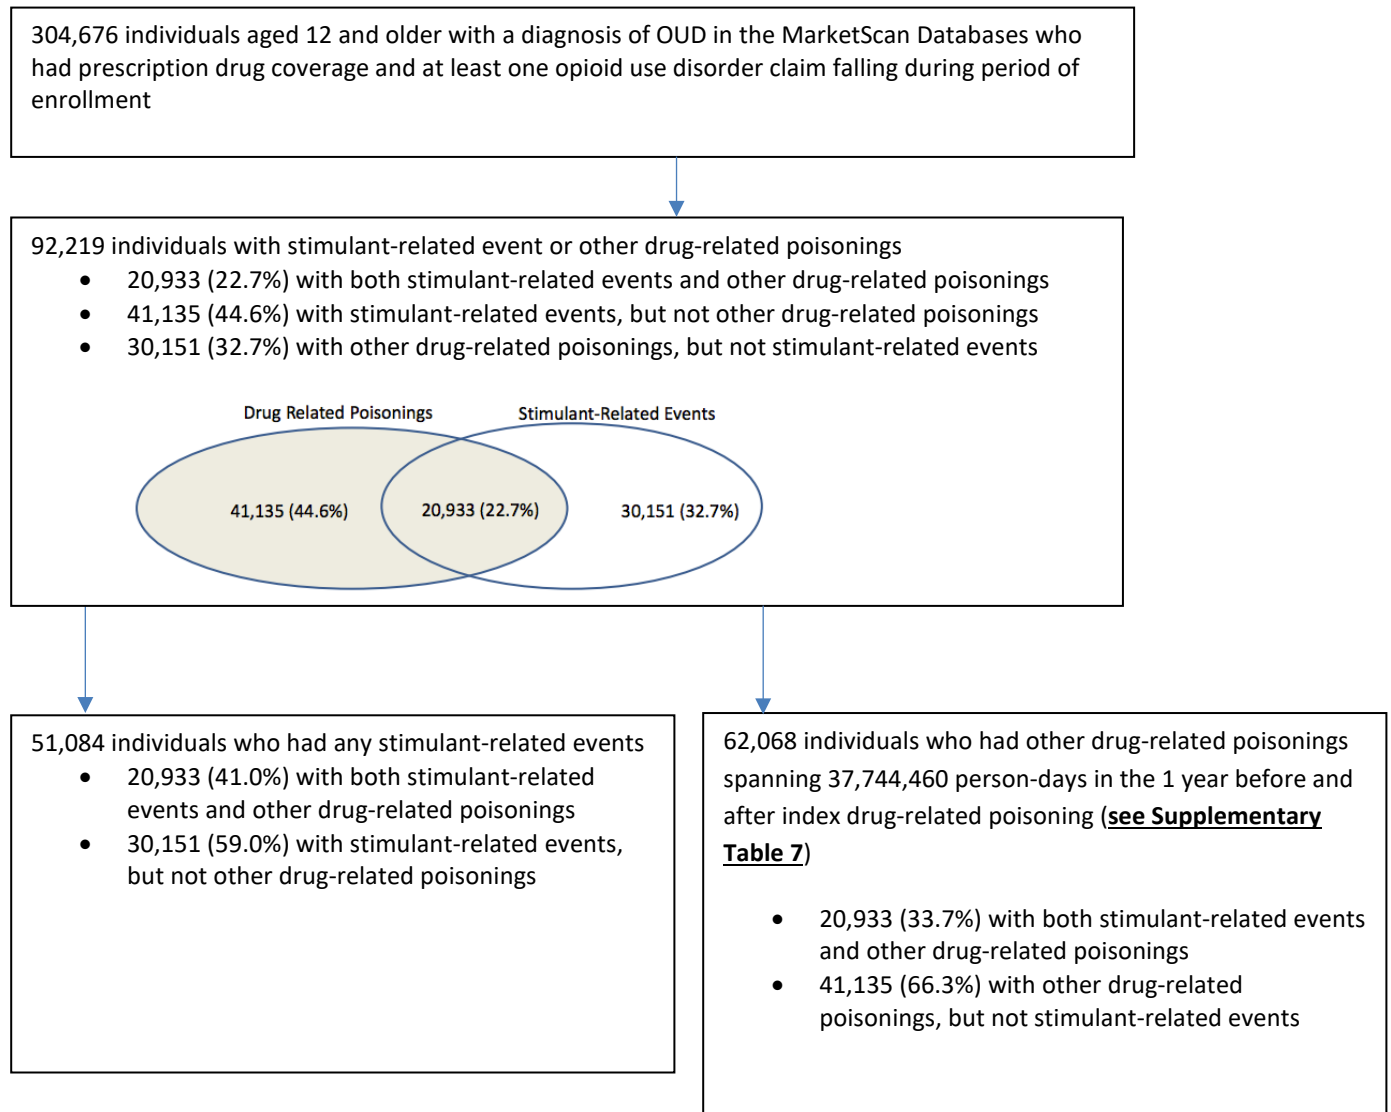 304,676 individuals aged 12 and older with a diagnosis of OUD in the MarketScan Databases who
had prescription drug coverage and at least one opioid use disorder claim falling during period of
enrollment
92,219 individuals with stimulant-related event or other drug-related poisonings
• 20,933 (22.7%) with both stimulant-related events and other drug-related poisonings
• 41,135 (44.6%) with stimulant-related events, but not other drug-related poisonings
• 30,151 (32.7%) with other drug-related poisonings, but not stimulant-related events
Drug Related Poisonings
Stimulant-Related Events
41,135 (44.6%)
20,933 (22.7%)
30,151 (32.7%)
51,084 individuals who had any stimulant-related events
• 20,933 (41.0%) with both stimulant-related
events and other drug-related poisonings
• 30,151 (59.0%) with stimulant-related events,
but not other drug-related poisonings
62,068 individuals who had other drug-related poisonings
spanning 37,744,460 person-days in the 1 year before and
after index drug-related poisoning (see Supplementary
Table 7)
• 20,933 (33.7%) with both stimulant-related events
and other drug-related poisonings
• 41,135 (66.3%) with other drug-related
poisonings, but not stimulant-related events